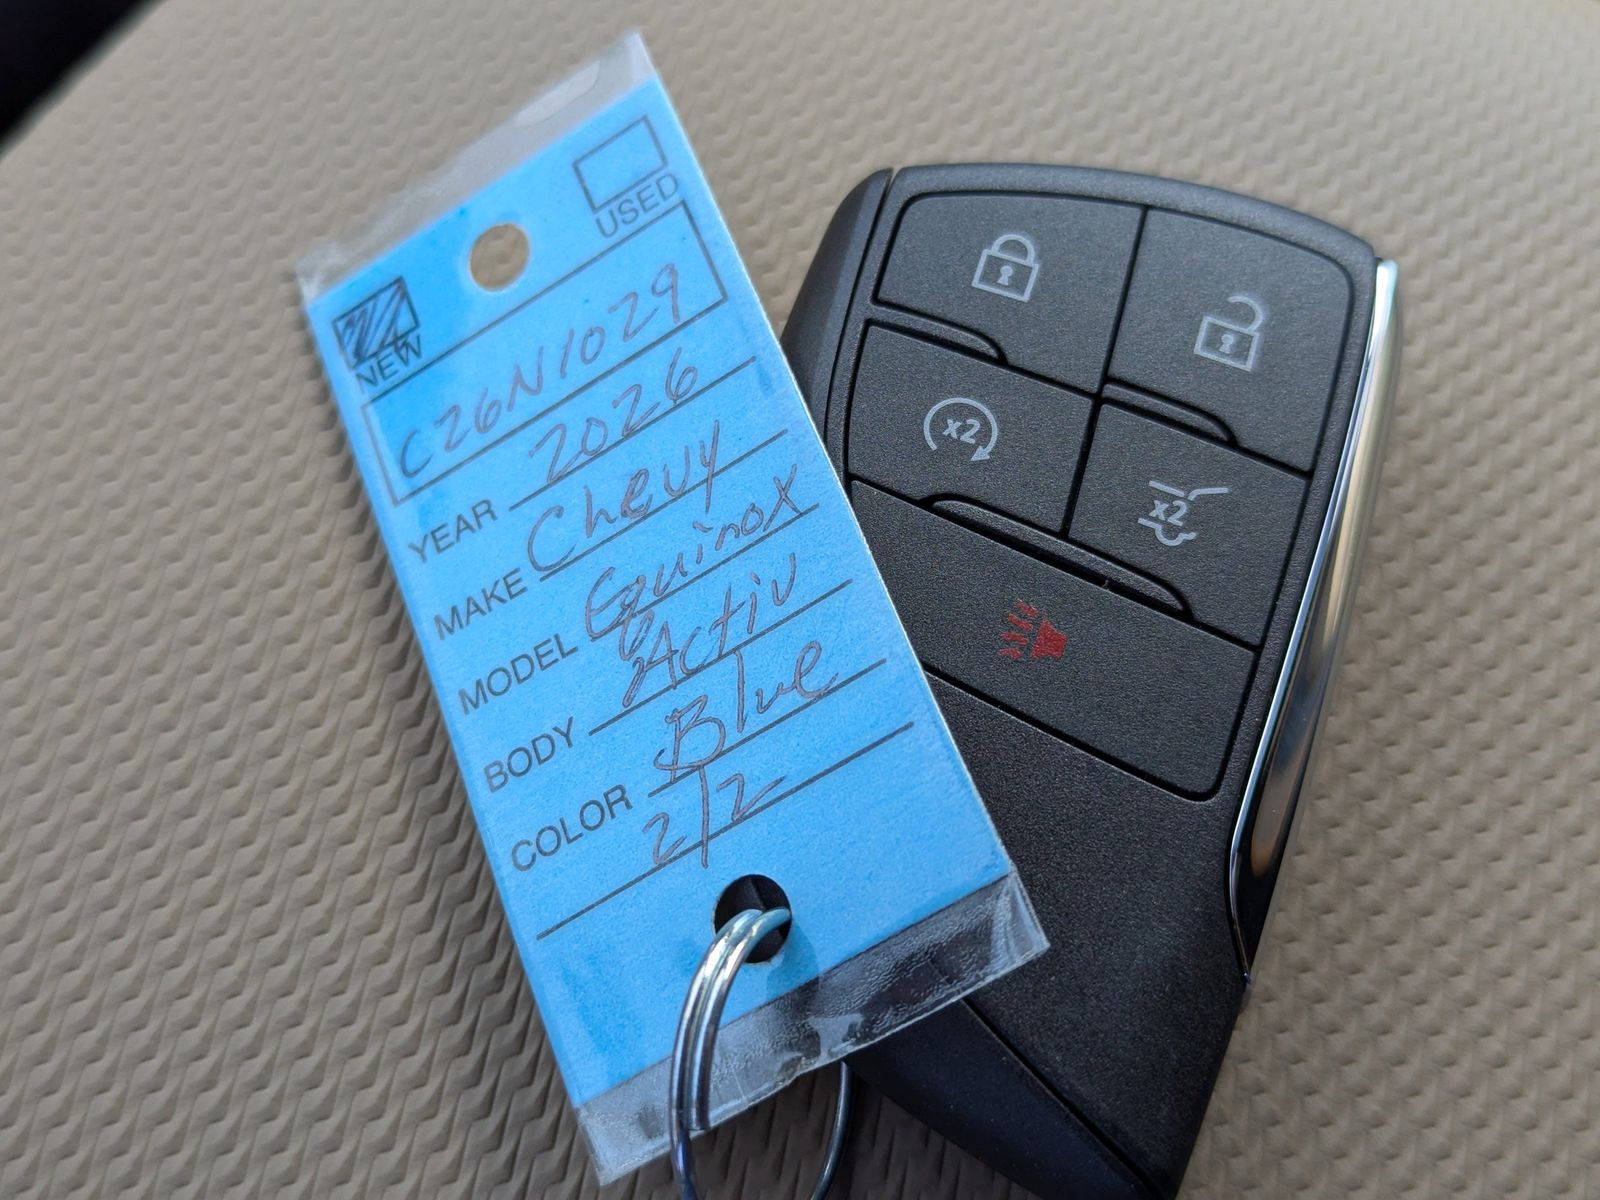 USED
NEW
C26N1029
YEAR 2026
MAKE Chevy
MODEL Equinox
BODY Activ
COLOR Blue
2/2
x2
x2